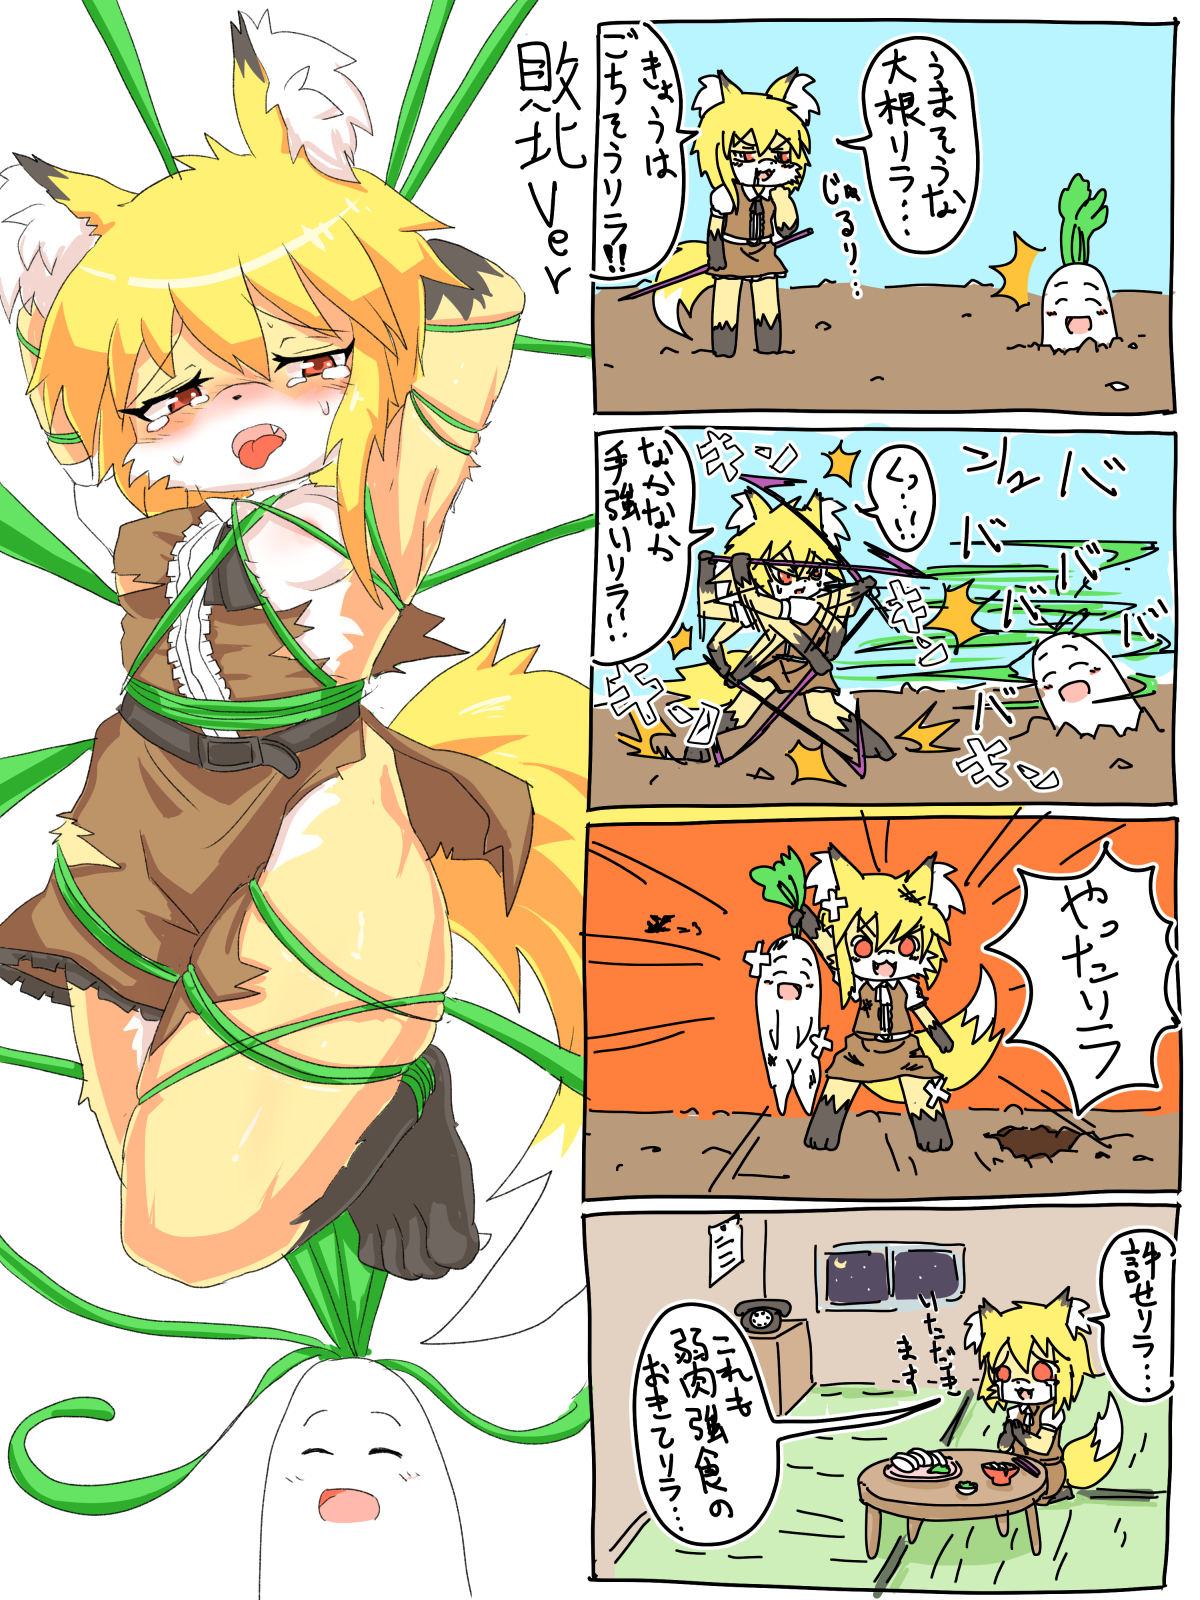 敗北Ver
うまそうな
大根リラ…
じゅるり…
きょうは
ごちそうリラ!!
くっ…!!
なかなか
手強いリラ!!
キン
シュバ
バ
バ
バ
バ
バ
キン
キン
キン
やったリラ
許せリラ…
いただき
ます
これも
弱肉強食の
おきてリラ…